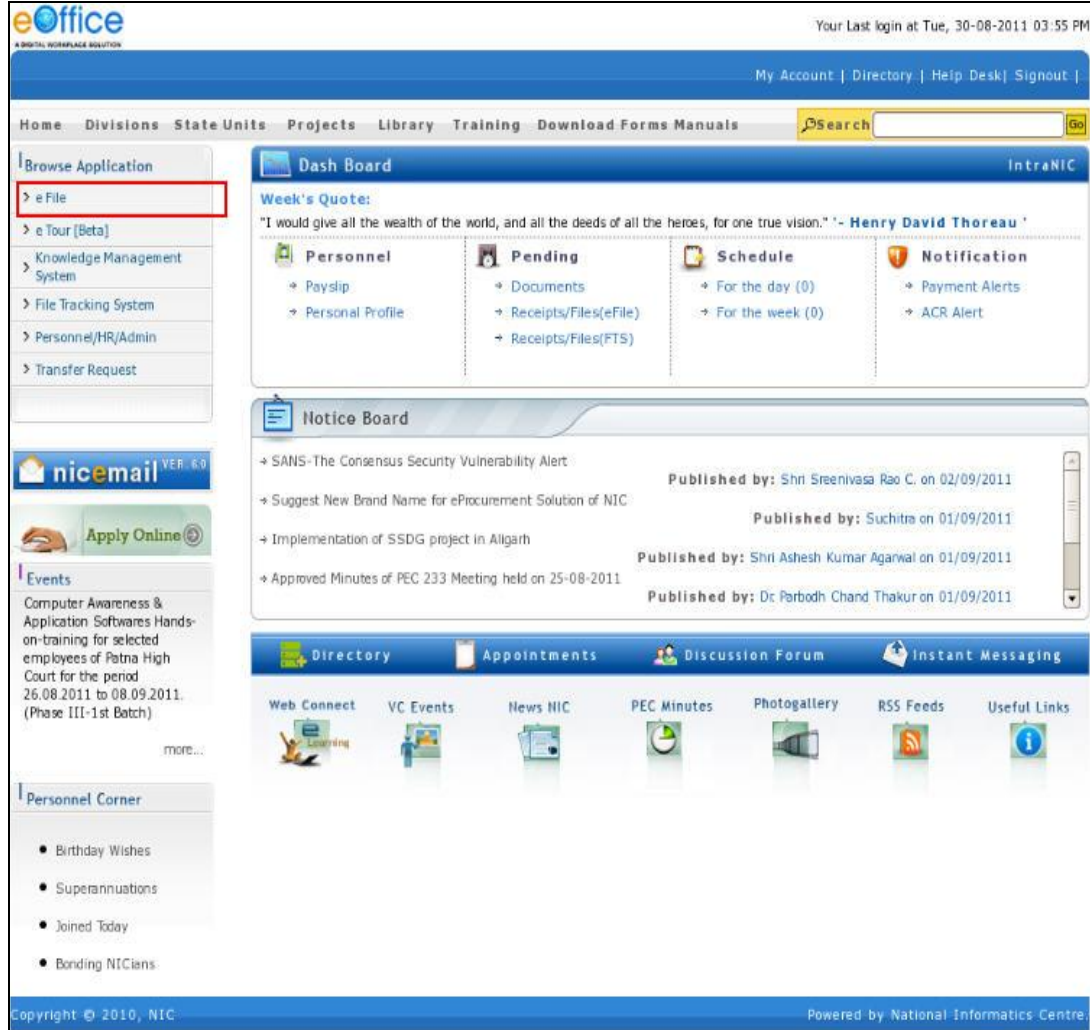 eOffice
A DIGITAL WORKPLACE SOLUTION
Your Last login at Tue, 30-08-2011 03:55 PM
My Account | Directory | Help Desk| Signout |
Home Divisions State Units Projects Library Training Download Forms Manuals Search Go
Browse Application
e File
e Tour [Beta]
Knowledge Management
System
File Tracking System
Personnel/HR/Admin
Transfer Request
nicemail VER. 6.0
Apply Online
Events
Computer Awareness &
Application Softwares Hands-
on-training for selected
employees of Patna High
Court for the period
26.08.2011 to 08.09.2011.
(Phase III-1st Batch)
more...
Personnel Corner
Birthday Wishes
Superannuations
Joined Today
Bonding NICians
Dash Board IntraNIC
Week's Quote:
"I would give all the wealth of the world, and all the deeds of all the heroes, for one true vision." '- Henry David Thoreau '
Personnel
Payslip
Personal Profile
Pending
Documents
Receipts/Files(eFile)
Receipts/Files(FTS)
Schedule
For the day (0)
For the week (0)
Notification
Payment Alerts
ACR Alert
Notice Board
SANS-The Consensus Security Vulnerability Alert
Published by: Shri Sreenivasa Rao C. on 02/09/2011
Suggest New Brand Name for eProcurement Solution of NIC
Published by: Suchitra on 01/09/2011
Implementation of SSDG project in Aligarh
Published by: Shri Ashesh Kumar Agarwal on 01/09/2011
Approved Minutes of PEC 233 Meeting held on 25-08-2011
Published by: Dr. Parbodh Chand Thakur on 01/09/2011
Directory Appointments Discussion Forum Instant Messaging
Web Connect VC Events News NIC PEC Minutes Photogallery RSS Feeds Useful Links
e
Learning
Copyright © 2010, NIC Powered by National Informatics Centre